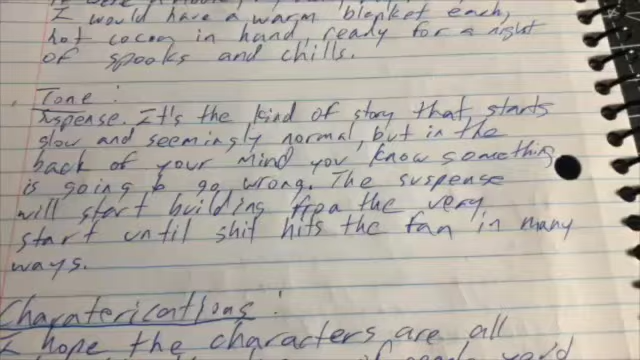 I would have a warm blanket each,
hot cocoa in hand, ready for a night
of spooks and chills.
Tone:
Suspense. It's the kind of story that starts
slow and seemingly normal, but in the
back of your mind you know something
is going to go wrong. The suspense
will start building from the very
start until shit hits the fan in many
ways.
Charatericatiions:
I hope the characters are all